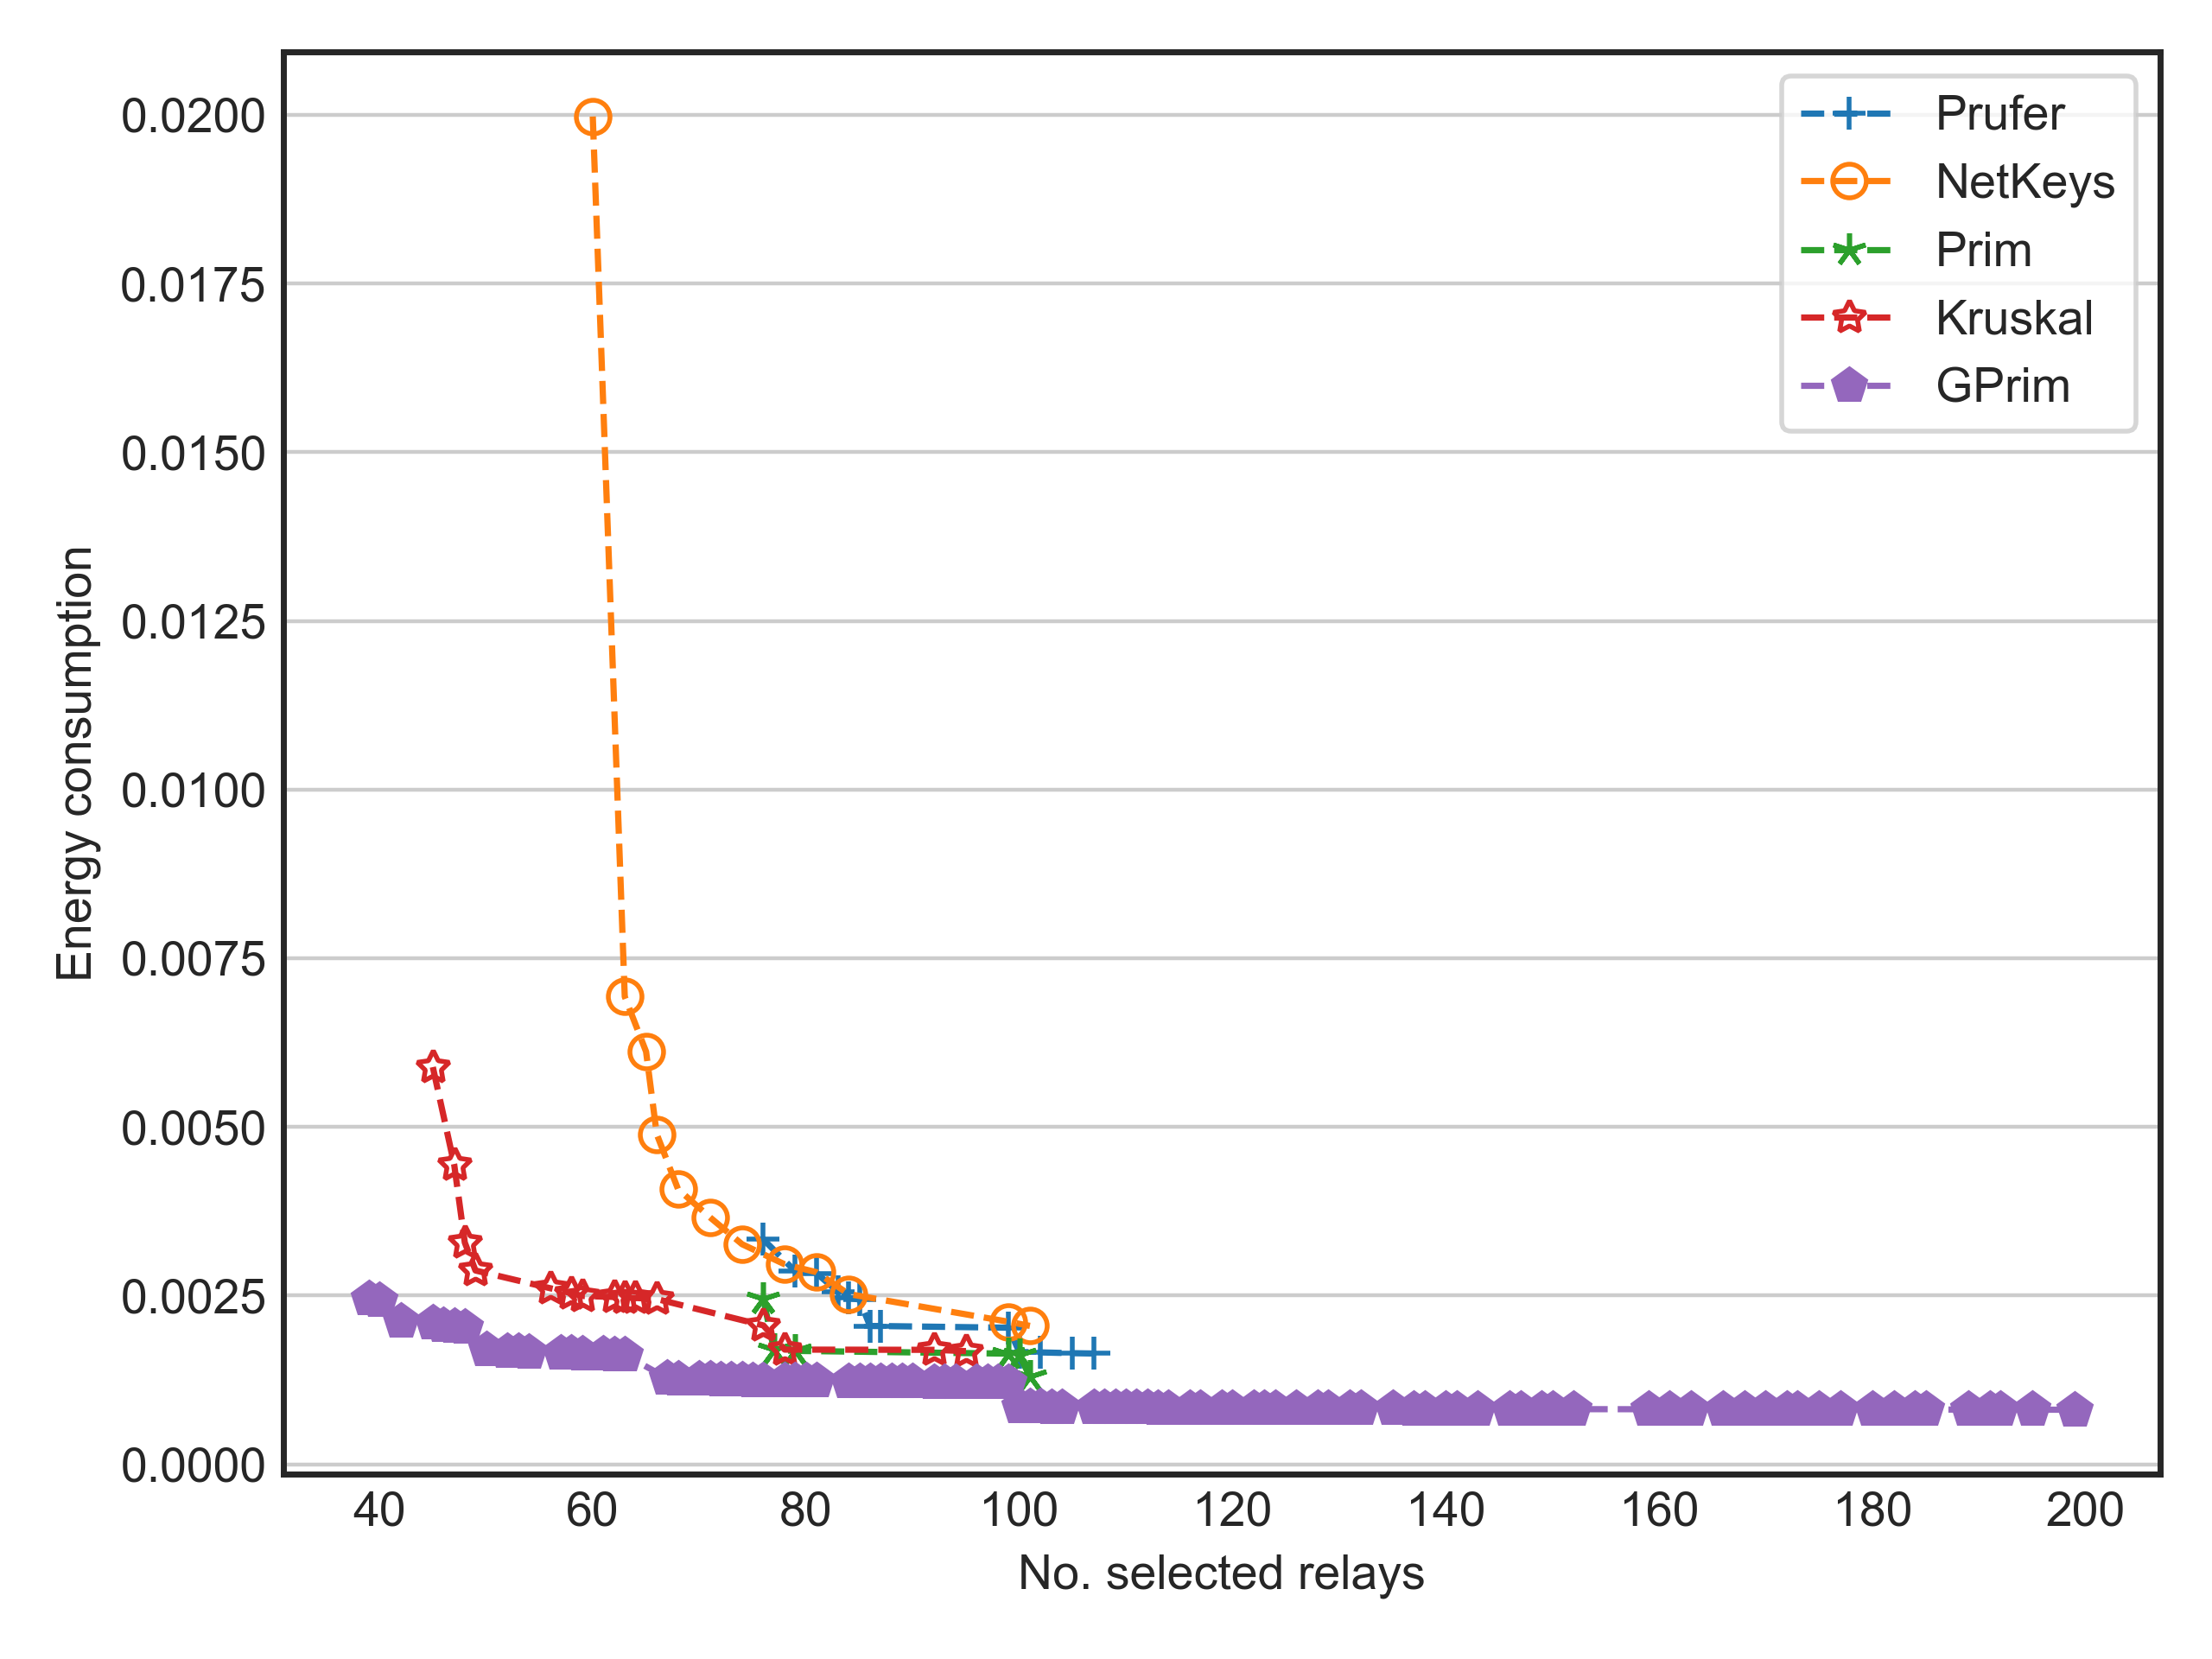 0.0200
0.0175
0.0150
0.0125
0.0100
0.0075
0.0050
0.0025
0.0000
Energy consumption
40 60 80 100 120 140 160 180 200
No. selected relays
Prufer
NetKeys
Prim
Kruskal
GPrim